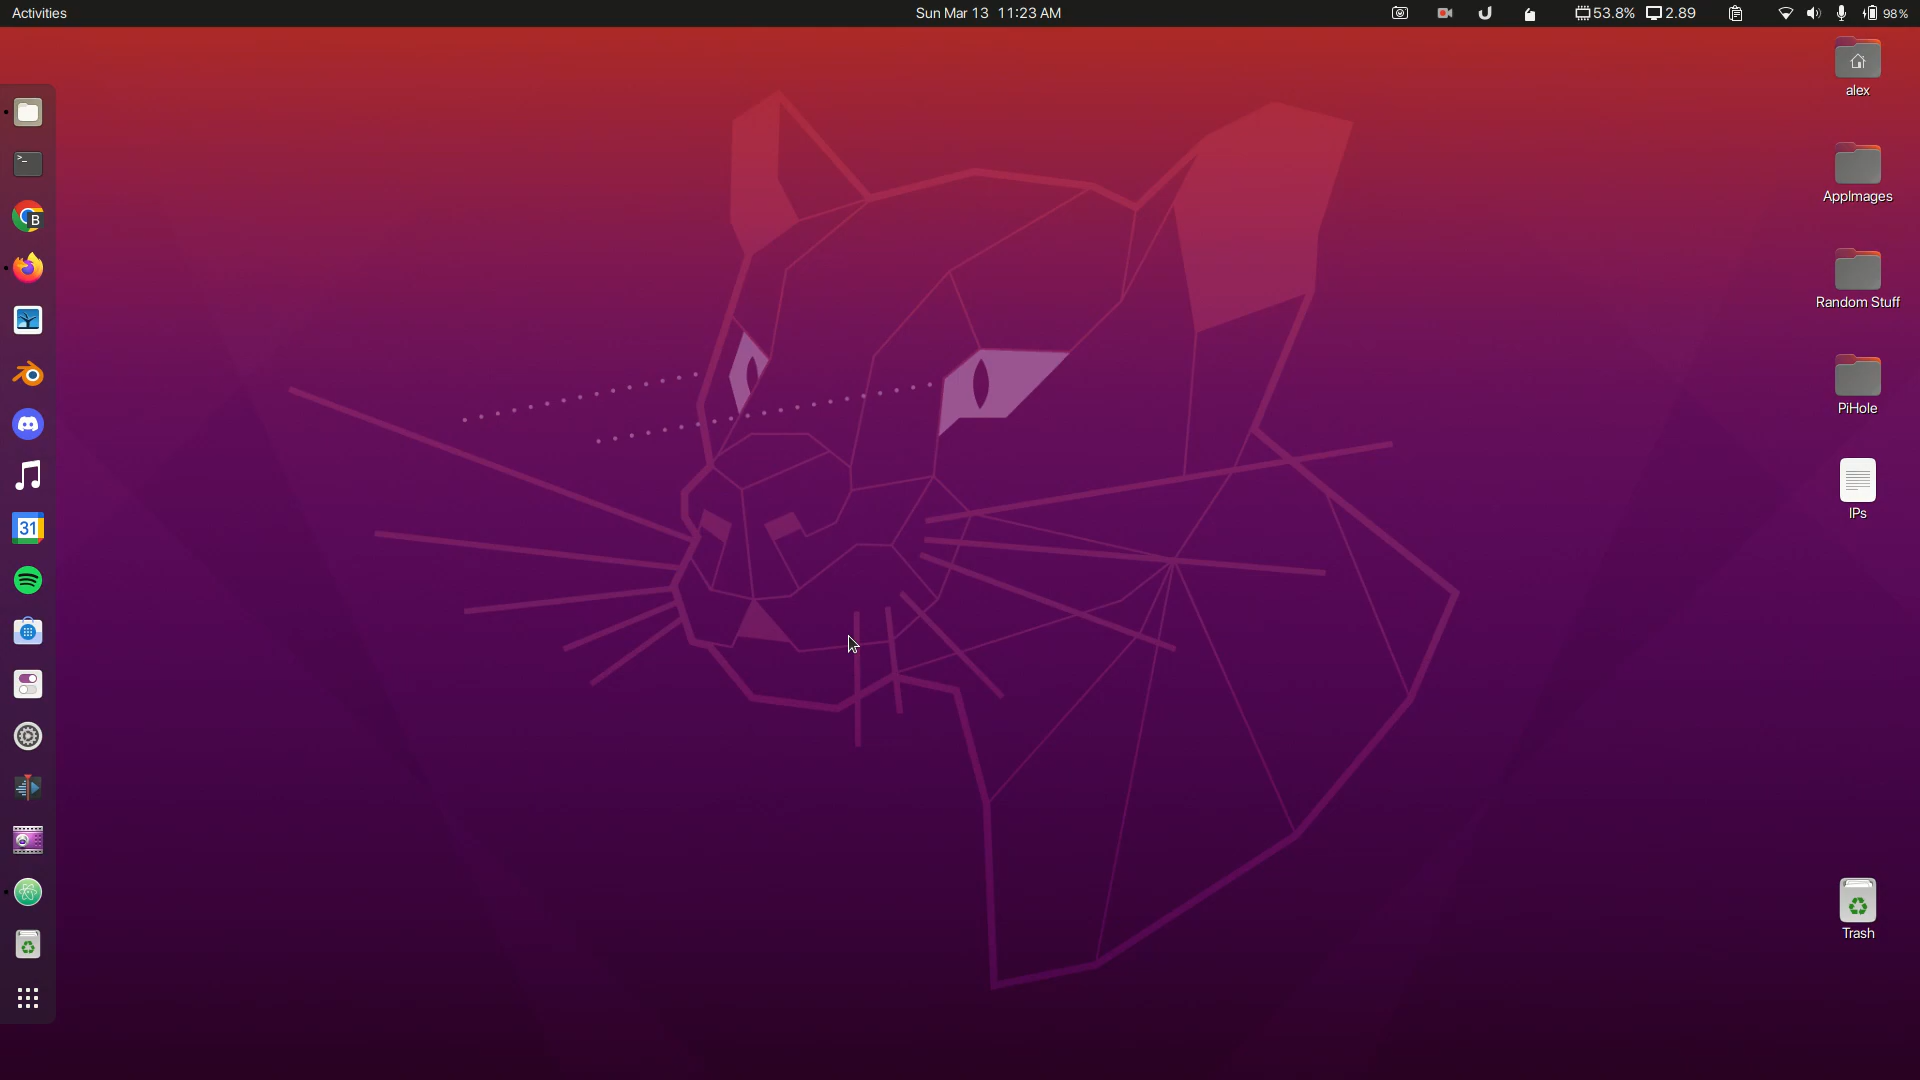 Activities
Sun Mar 13 11:23 AM
53.8% 2.89
98%
alex
AppImages
Random Stuff
PiHole
IPs
Trash
B
31